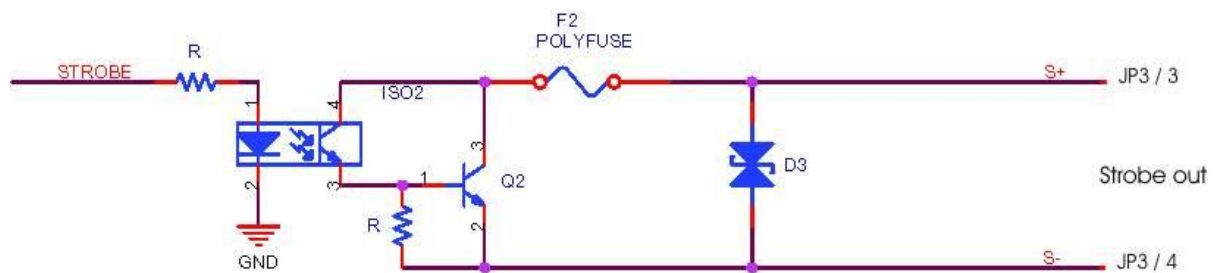 F2
POLYFUSE
R
STROBE
S+
JP3 / 3
ISO2
1
4
3
D3
Strobe out
1
Q2
2
3
R
2
GND
S-
JP3 / 4